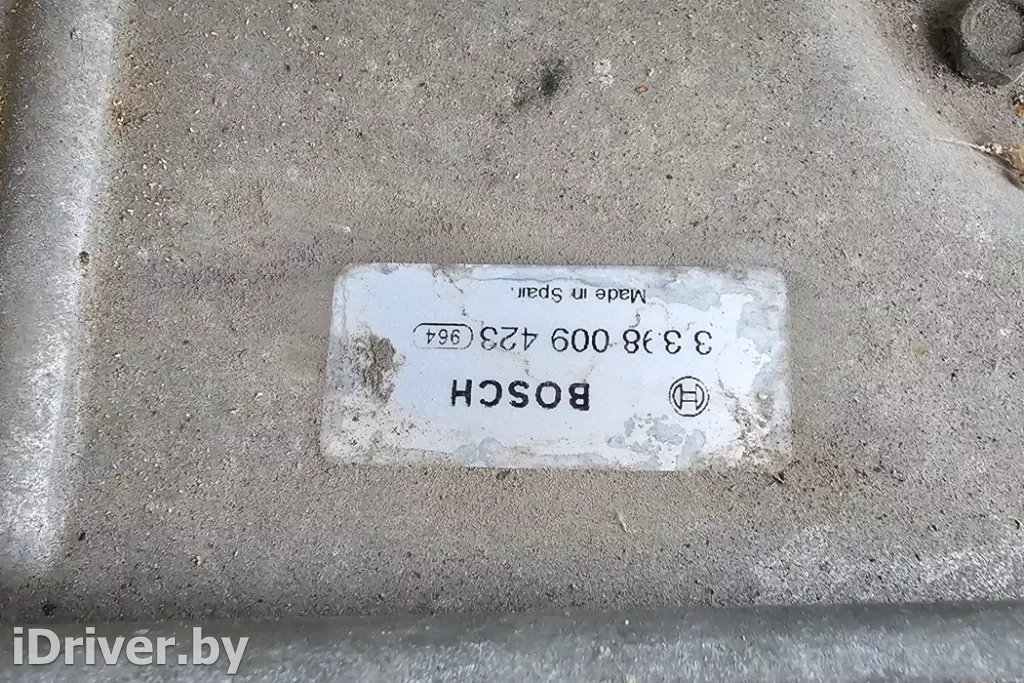 BOSCH
3 398 009 423 964
Made in Spain
iDriver.by